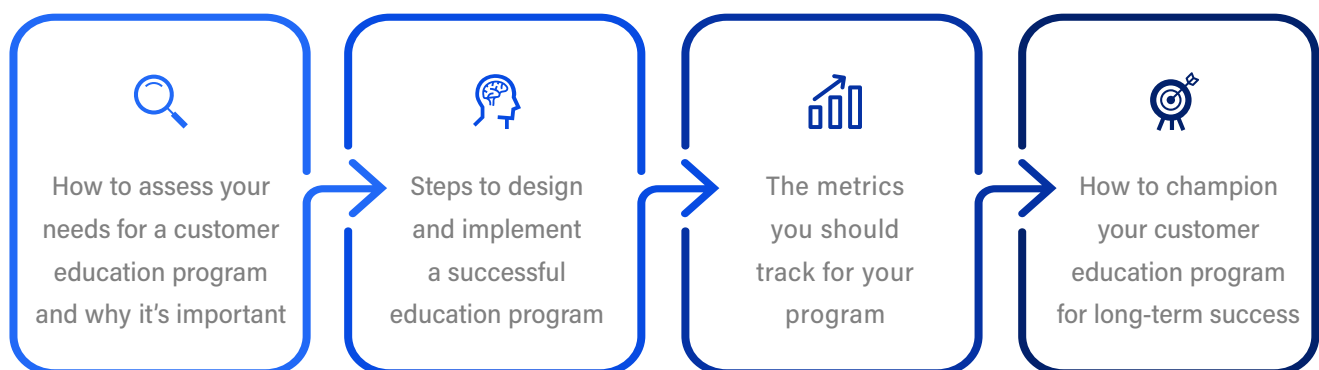 How to assess your
needs for a customer
education program
and why it's important
Steps to design
and implement
a successful
education program
The metrics
you should
track for your
program
How to champion
your customer
education program
for long-term success